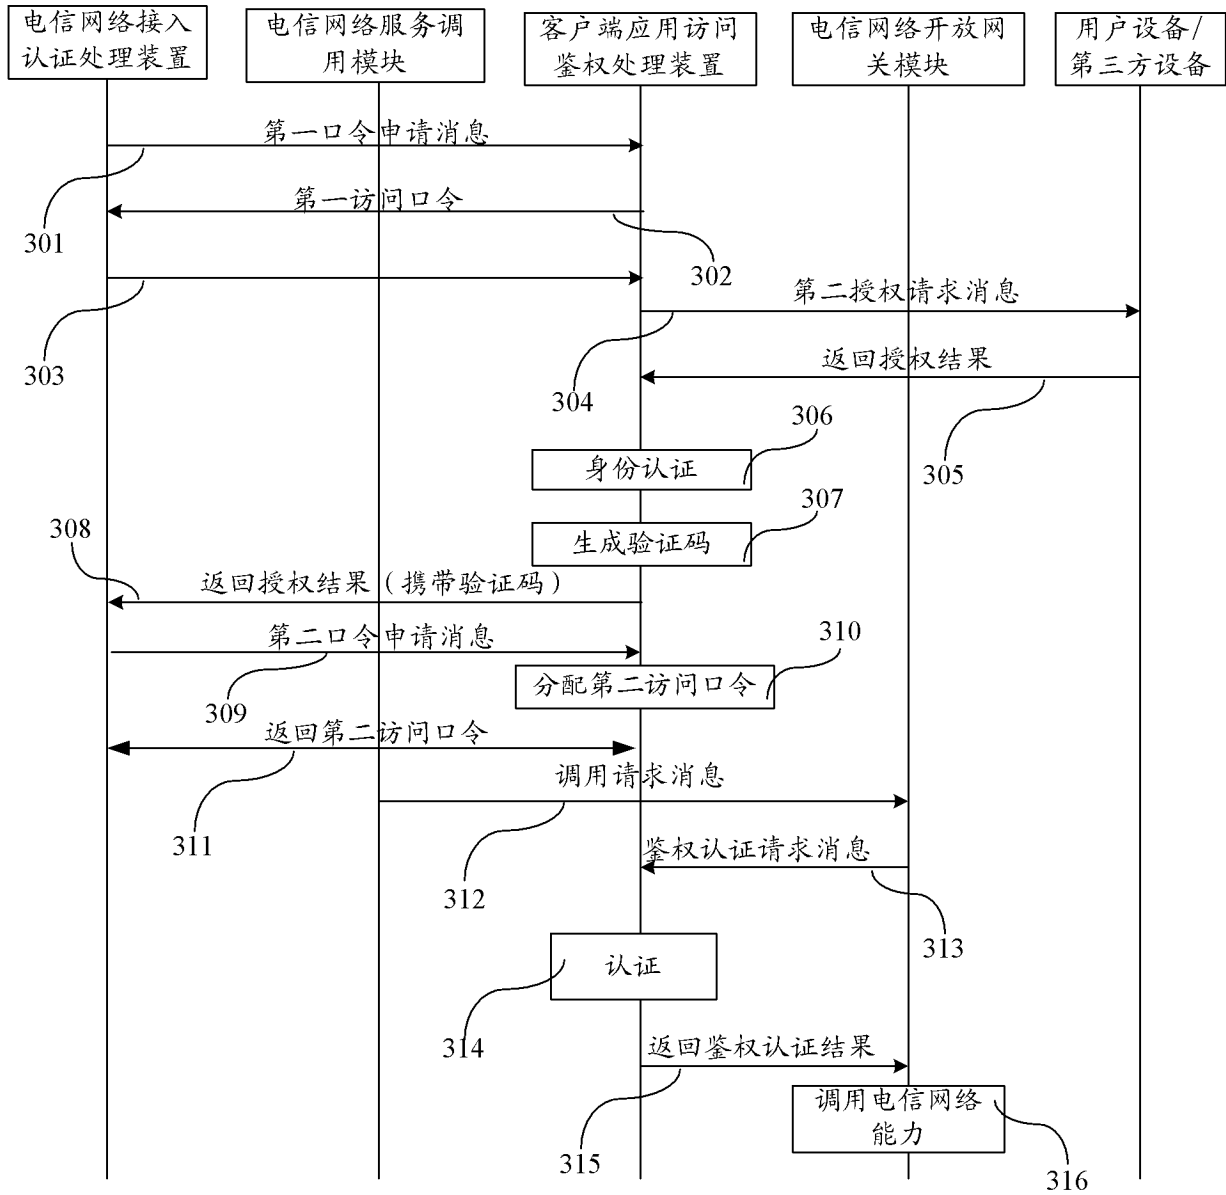 电信网络接入
认证处理装置
电信网络服务调
用模块
客户端应用访问
鉴权处理装置
电信网络开放网
关模块
用户设备/
第三方设备
第一口令申请消息
301
第一访问口令
302
303
第二授权请求消息
304
返回授权结果
305
306
身份认证
307
生成验证码
308
返回授权结果（携带验证码）
第二口令申请消息
309
310
分配第二访问口令
返回第二访问口令
311
调用请求消息
312
鉴权认证请求消息
313
认证
314
返回鉴权认证结果
315
调用电信网络
能力
316